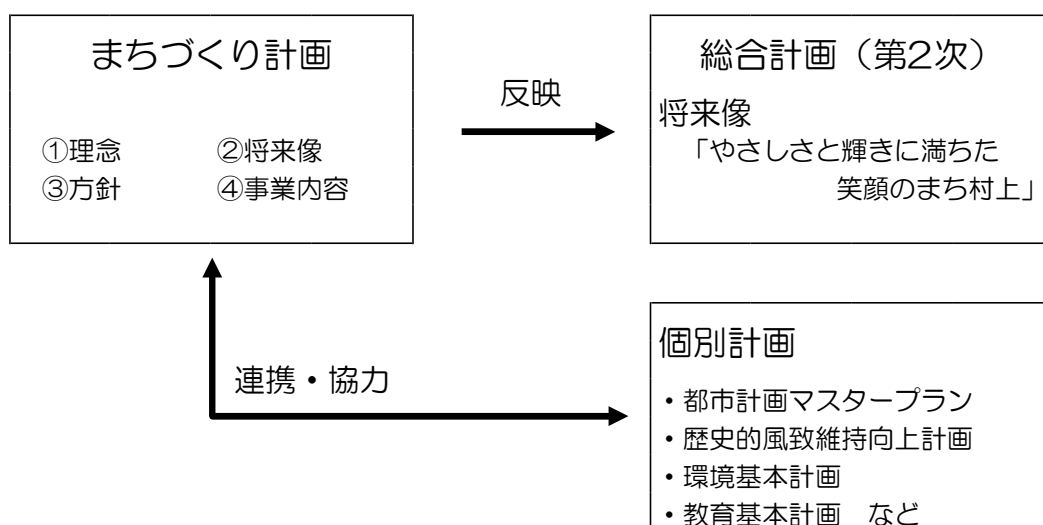 まちづくり計画
①理念　②将来像
③方針　④事業内容
反映
総合計画（第2次）
将来像
「やさしさと輝きに満ちた
笑顔のまち村上」
連携・協力
個別計画
・都市計画マスタープラン
・歴史的風致維持向上計画
・環境基本計画
・教育基本計画　など